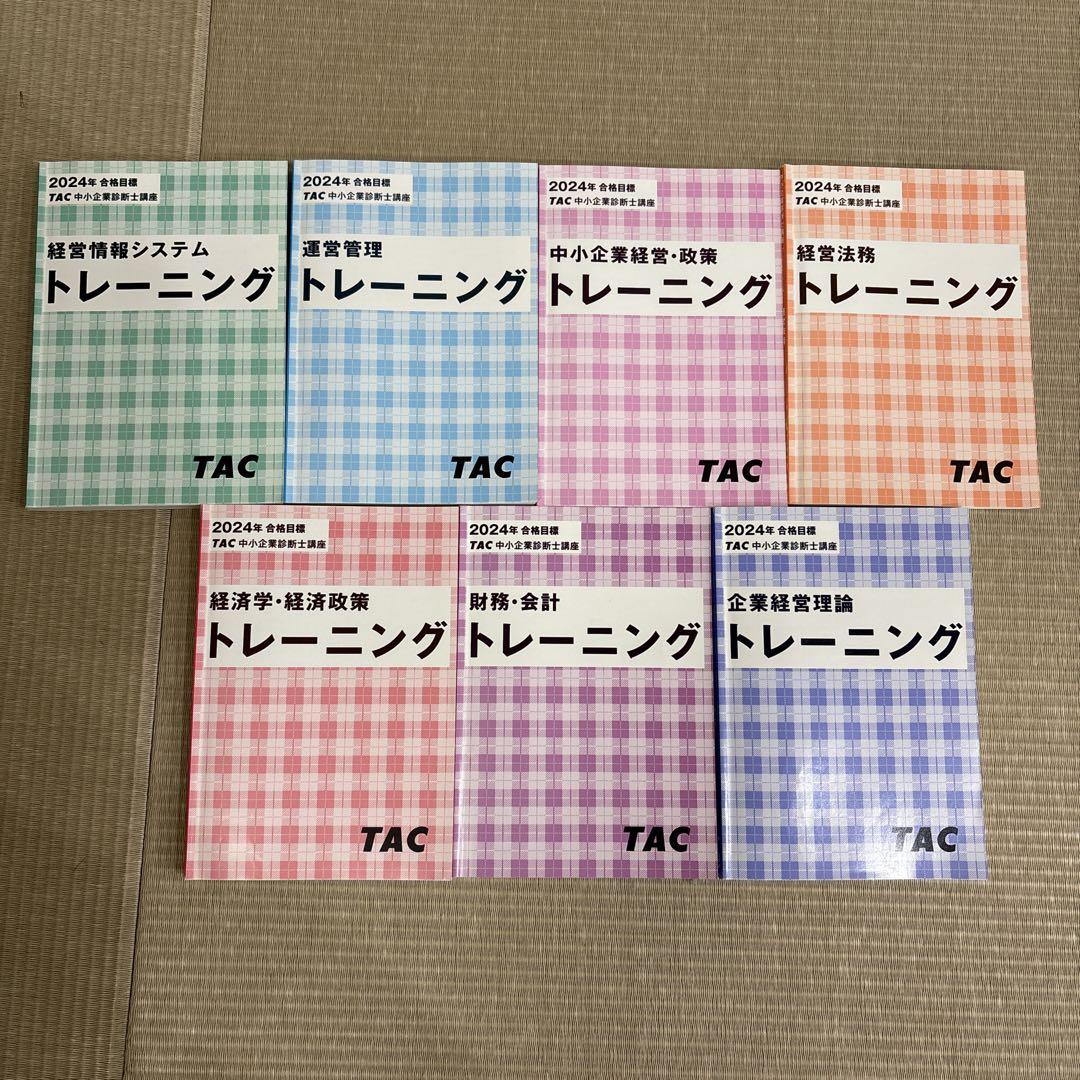 2024年 合格目標
TAC 中小企業診断士講座
経営情報システム
トレーニング
TAC
2024年 合格目標
TAC 中小企業診断士講座
運営管理
トレーニング
TAC
2024年 合格目標
TAC 中小企業診断士講座
中小企業経営・政策
トレーニング
TAC
2024年 合格目標
TAC 中小企業診断士講座
経営法務
トレーニング
TAC
2024年 合格目標
TAC 中小企業診断士講座
経済学・経済政策
トレーニング
TAC
2024年 合格目標
TAC 中小企業診断士講座
財務・会計
トレーニング
TAC
2024年 合格目標
TAC 中小企業診断士講座
企業経営理論
トレーニング
TAC